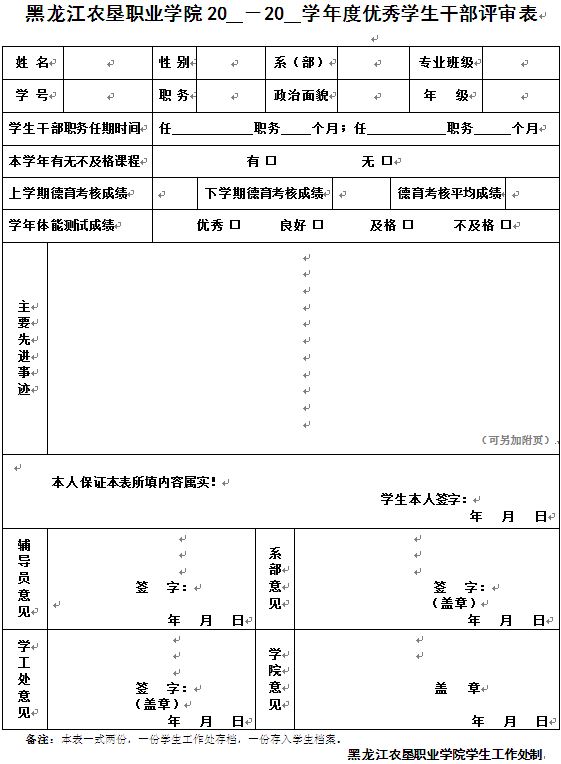 黑龙江农垦职业学院20__－20__学年度优秀学生干部评审表
姓 名 性 别 系（部） 专业班级
学 号 职 务 政治面貌 年 级
学生干部职务任期时间 任___________职务____个月；任___________职务_____个月
本学年有无不及格课程 有 □ 无 □
上学期德育考核成绩 下学期德育考核成绩 德育考核平均成绩
学年体能测试成绩 优秀 □ 良好 □ 及格 □ 不及格 □
主要先进事迹
（可另加附页）
本人保证本表所填内容属实！
学生本人签字：
年 月 日
辅导员意见
签 字：
年 月 日
系部意见
签 字：
（盖章）
年 月 日
学工处意见
签 字：
（盖章）
年 月 日
学院意见
盖 章
年 月 日
备注：本表一式两份，一份学生工作处存档，一份存入学生档案。
黑龙江农垦职业学院学生工作处制